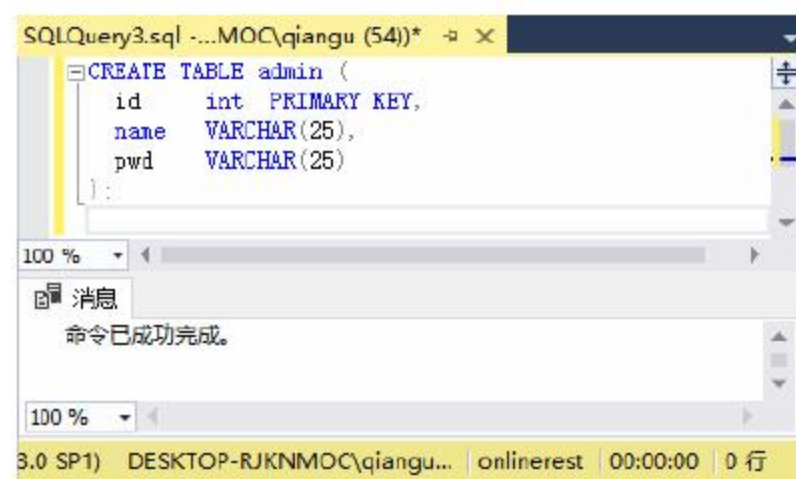 SQLQuery3.sql -...MOC\qiangu (54))*
CREATE TABLE admin (
id int PRIMARY KEY,
name VARCHAR(25),
pwd VARCHAR(25)
);
100 %
消息
命令已成功完成。
100 %
3.0 SP1) DESKTOP-RJKNMOC\qiangu... onlinerest 00:00:00 0 行